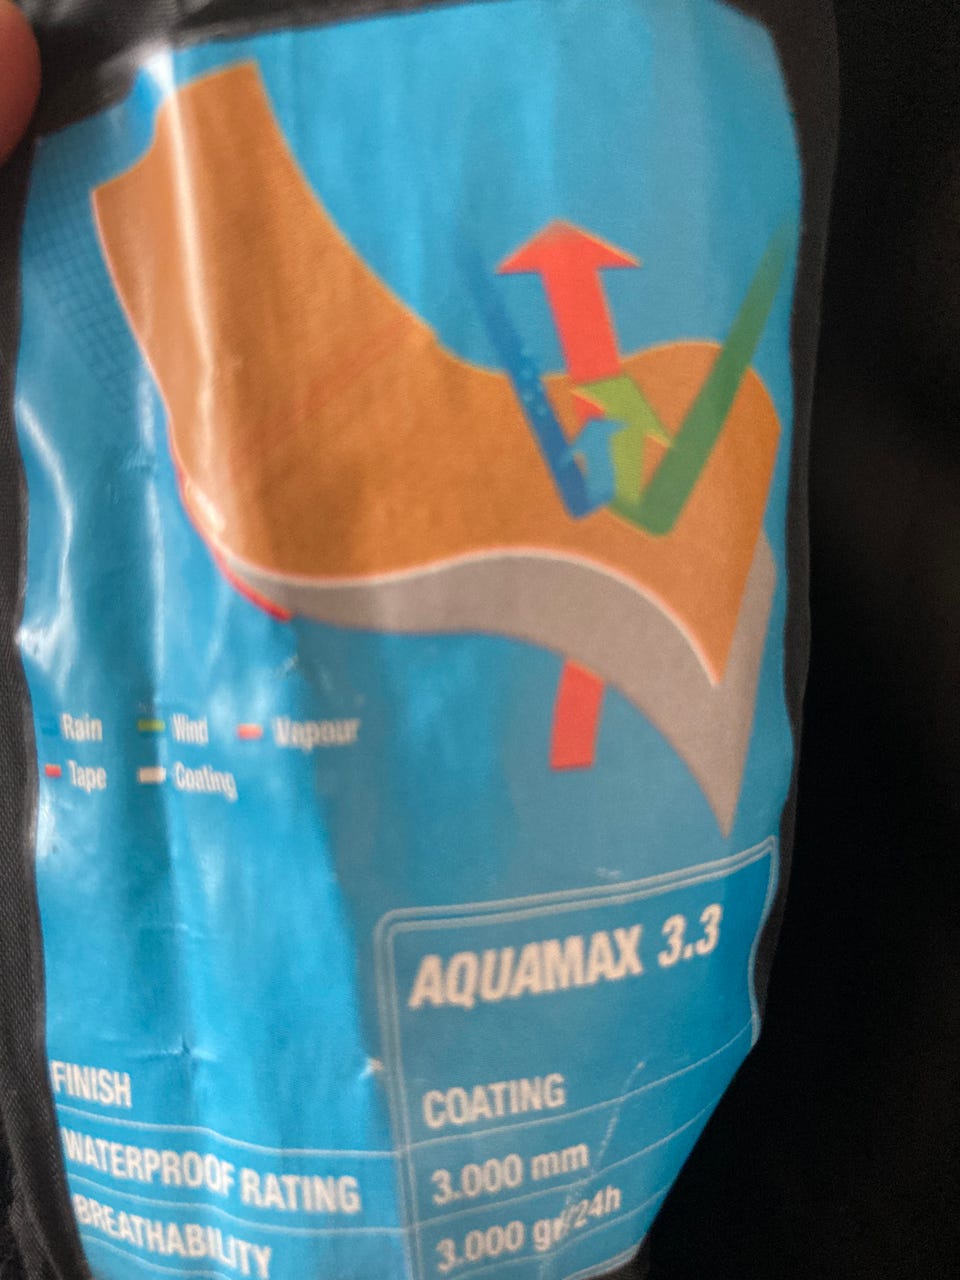 Rain Wind Vapour
Tape Coating
AQUAMAX 3.3
FINISH COATING
WATERPROOF RATING 3.000 mm
BREATHABILITY 3.000 gr/24h